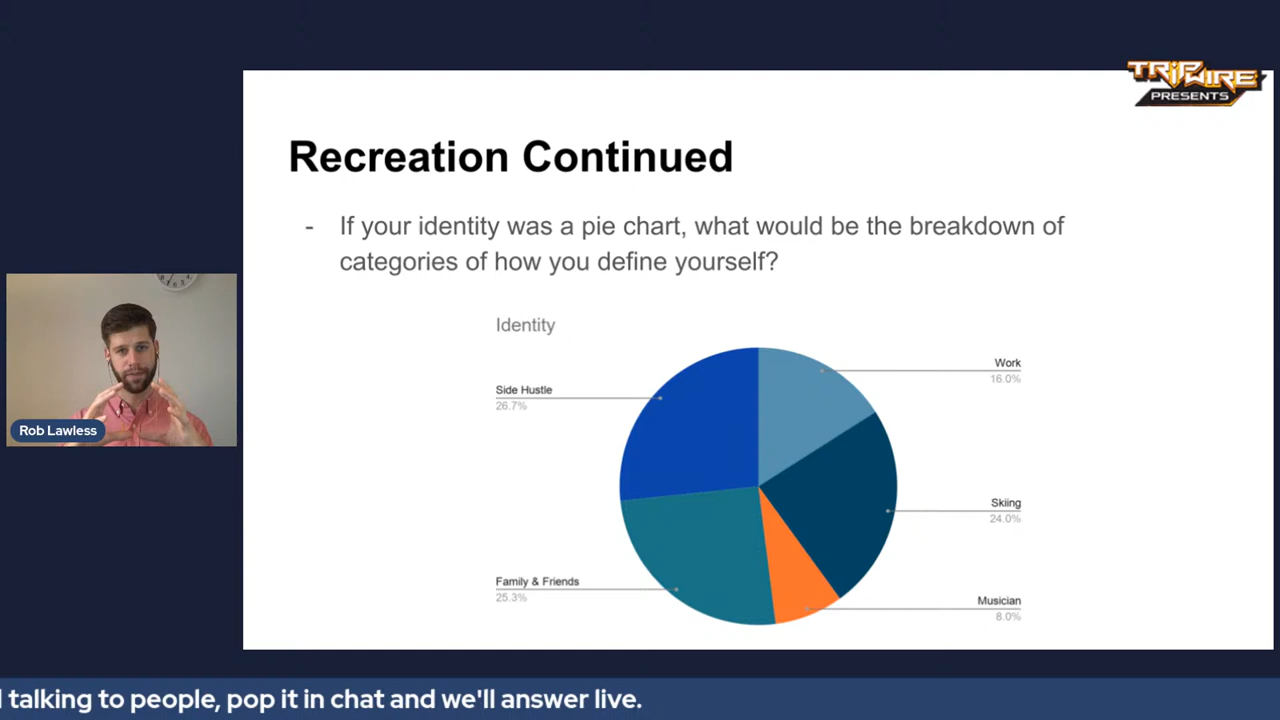 TRIPWIRE
PRESENTS
Recreation Continued
- If your identity was a pie chart, what would be the breakdown of
categories of how you define yourself?
Identity
Work
16.0%
Side Hustle
26.7%
Skiing
24.0%
Family & Friends
25.3%
Musician
8.0%
Rob Lawless
talking to people, pop it in chat and we'll answer live.